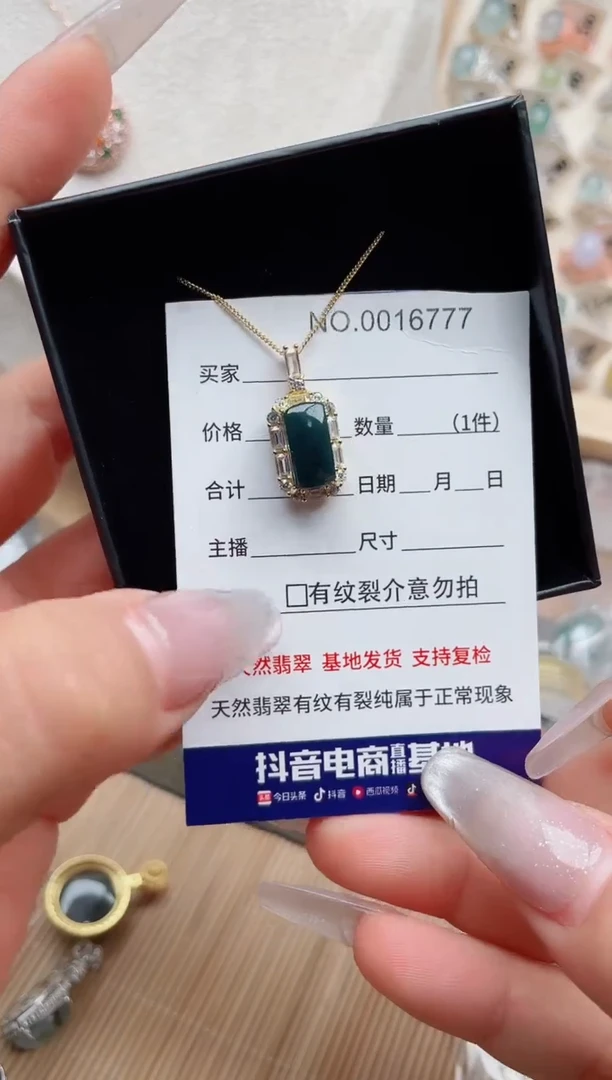 NO.0016777
买家
价格 数量 (1件)
合计 日期 月 日
主播 尺寸
□有纹裂介意勿拍
然翡翠 基地发货 支持复检
天然翡翠有纹有裂纯属于正常现象
抖音电商直播基地
头条 今日头条 抖音 西瓜视频